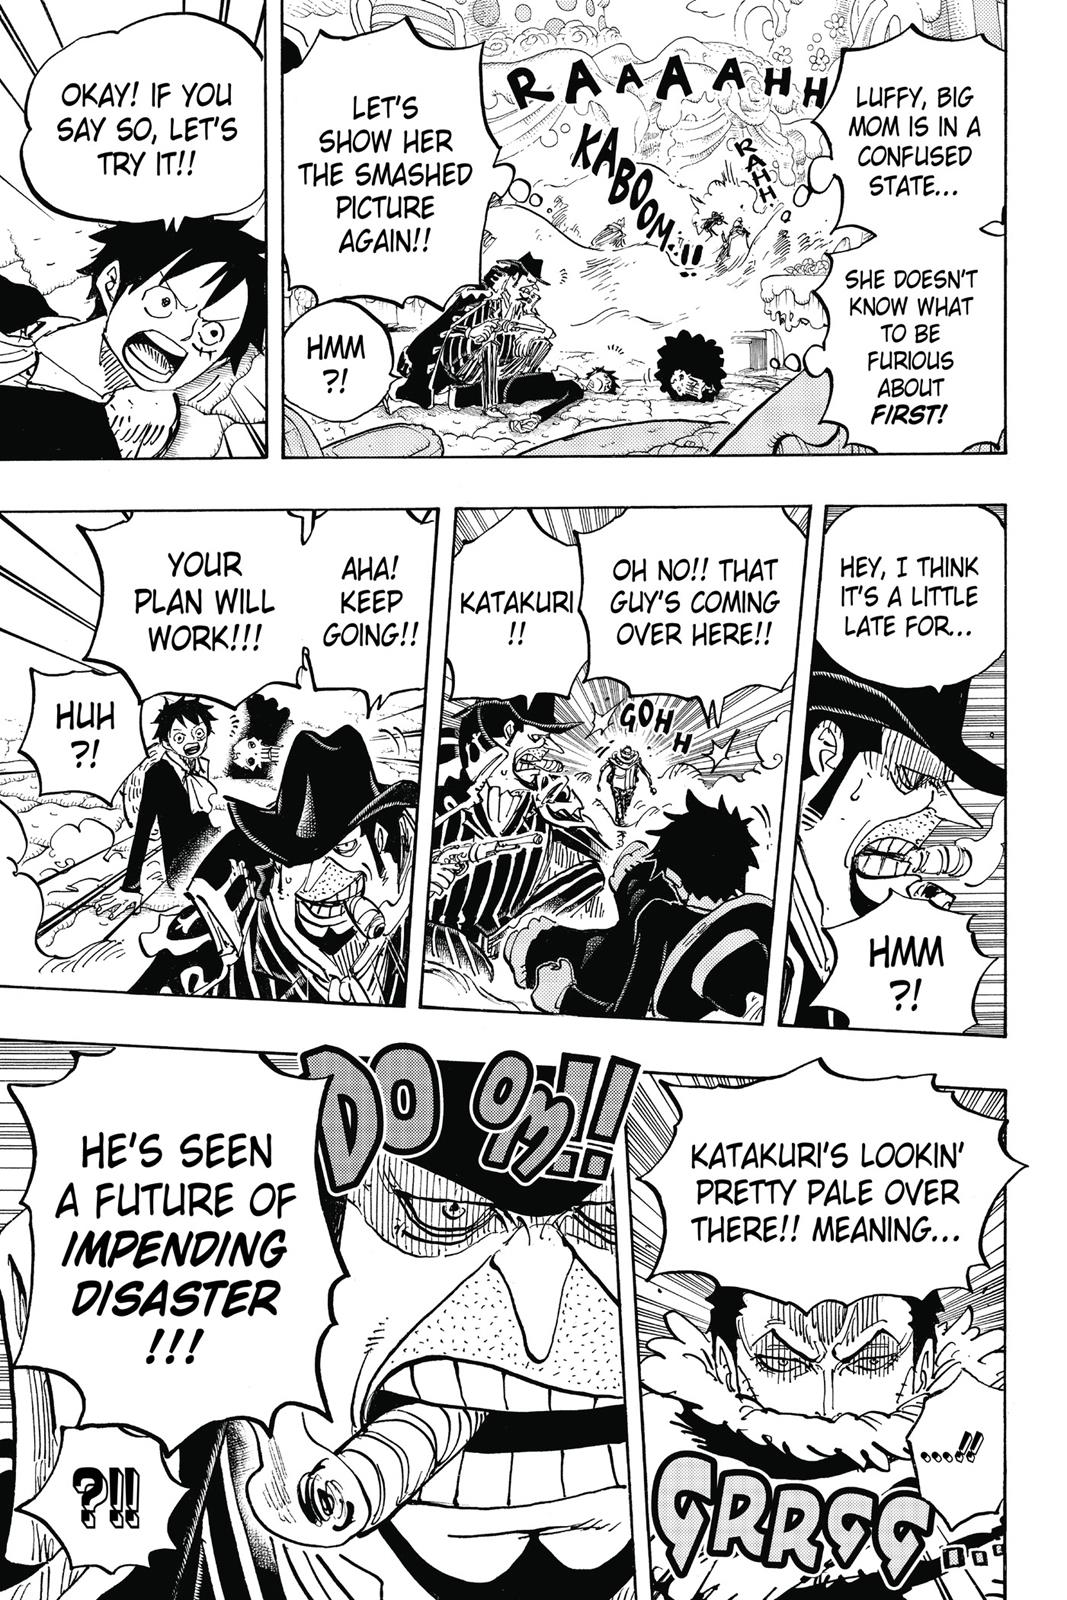 LUFFY, BIG
MOM IS IN A
CONFUSED
STATE...
SHE DOESN'T
KNOW WHAT
TO BE
FURIOUS
ABOUT
FIRST!
RAAAAAHH
KABOOM..!!
RAHH..
LET'S
SHOW HER
THE SMASHED
PICTURE
AGAIN!!
HMM
?!
OKAY! IF YOU
SAY SO, LET'S
TRY IT!!
HEY, I THINK
IT'S A LITTLE
LATE FOR...
HMM
?!
OH NO!! THAT
GUY'S COMING
OVER HERE!!
GOHH
KATAKURI
!!
AHA!
KEEP
GOING!!
YOUR
PLAN WILL
WORK!!!
HUH
?!
KATAKURI'S LOOKIN'
PRETTY PALE OVER
THERE!! MEANING...
....!!
GRRGG...
DOOM!!
HE'S SEEN
A FUTURE OF
IMPENDING
DISASTER
!!!
?!!